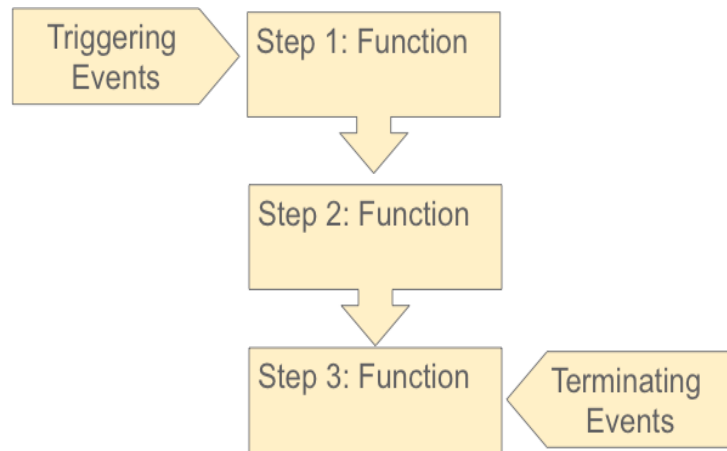 Triggering
Events
Step 1: Function
Step 2: Function
Step 3: Function
Terminating
Events